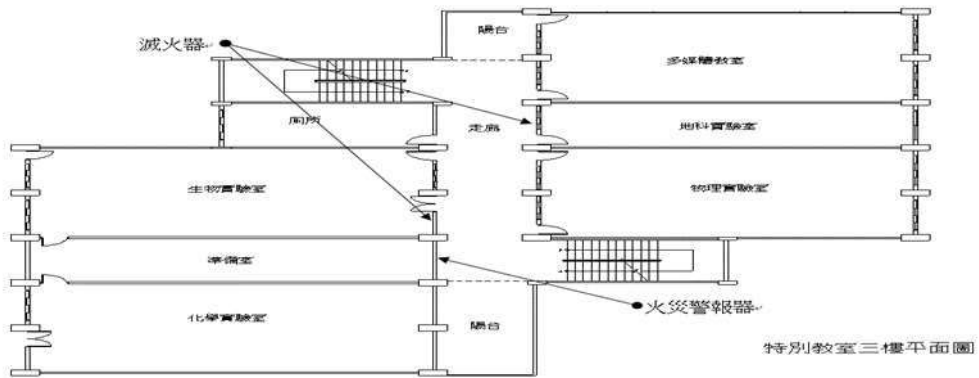 陽台
滅火器
多媒體教室
廁所
走廊
地科實驗室
生物實驗室
物理實驗室
準備室
火災警報器
化學實驗室
陽台
特別教室三樓平面圖